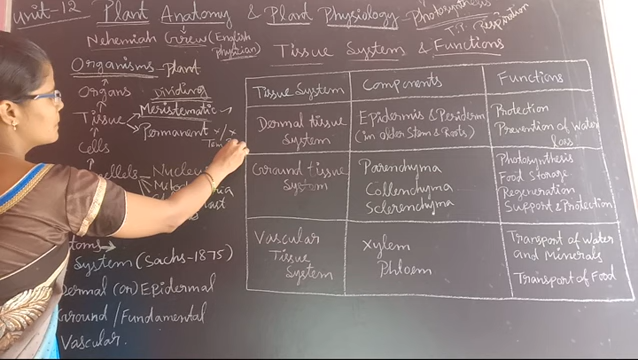 Unit-12 Plant Anatomy & Plant Physiology
Photosynthesis
Respiration
Nehemiah Grew (English physician)
Tissue System & Functions
Organisms - Plant
Organs
Dividing
Tissue
Meristematic
Permanent
Cells
Nucle
Mitochondria
System (Sachs-1875)
Dermal (or) Epidermal
Ground / Fundamental
Vascular.
Tissue System
Components
Functions
Dermal tissue System
Epidermis & Periderm (in older Stem & Roots)
Protection
Prevention of Water loss
Ground tissue System
Parenchyma
Collenchyma
Sclerenchyma
Photosynthesis
Food Storage
Regeneration
Support & Protection
Vascular Tissue System
Xylem
Phloem
Transport of Water and Minerals
Transport of Food